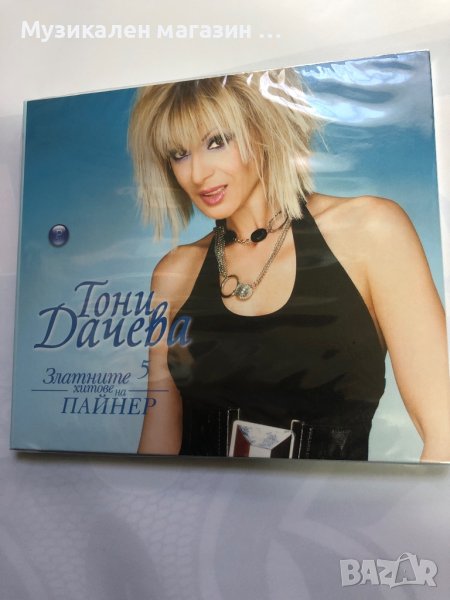 Музикален магазин ...
Тони
Дачева
Златните 5
хитове на
ПАЙНЕР
BAZAR